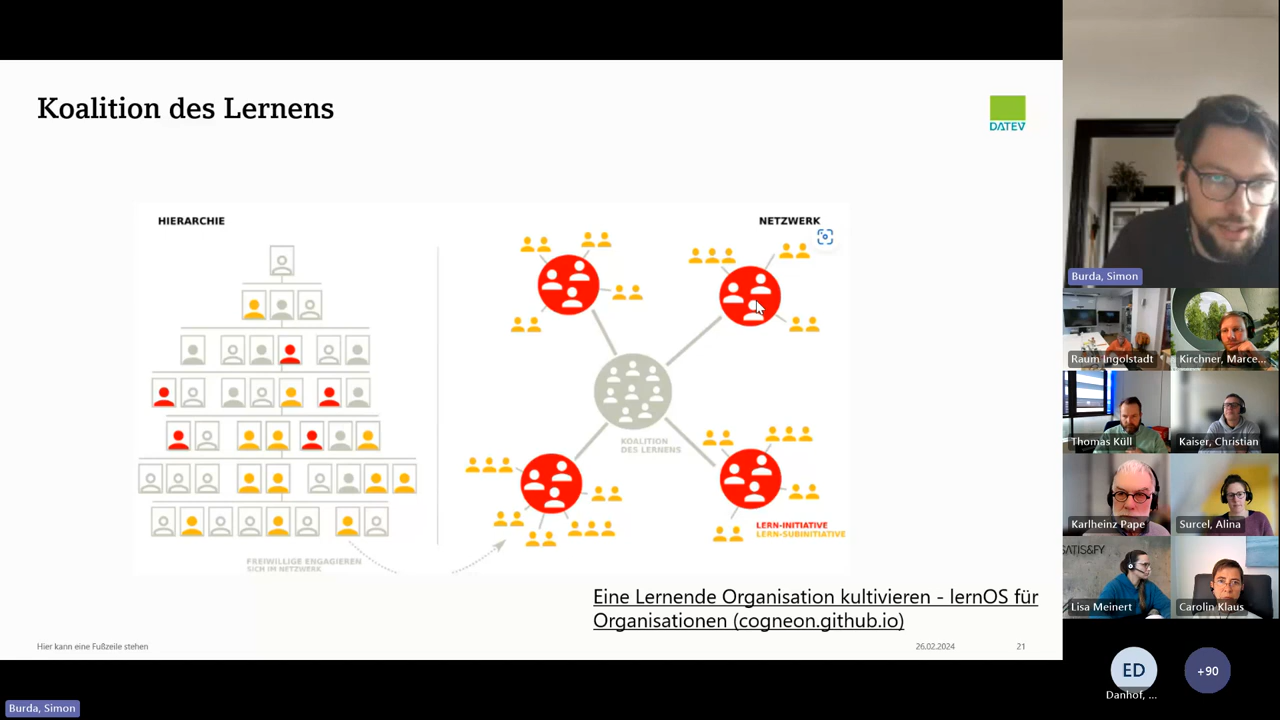 Koalition des Lernens
DATEV
HIERARCHIE
NETZWERK
KOALITION
DES LERNENS
LERN-INITIATIVE
LERN-SUBINITIATIVE
FREIWILLIGE ENGAGIEREN
SICH IM NETZWERK
Eine Lernende Organisation kultivieren - lernOS für
Organisationen (cogneon.github.io)
Hier kann eine Fußzeile stehen
26.02.2024
21
Burda, Simon
Burda, Simon
Raum Ingolstadt
Kirchner, Marce...
Thomas Küll
Kaiser, Christian
Karlheinz Pape
Surcel, Alina
SATIS&FY
Lisa Meinert
Carolin Klaus
ED
Danhof, ...
+90